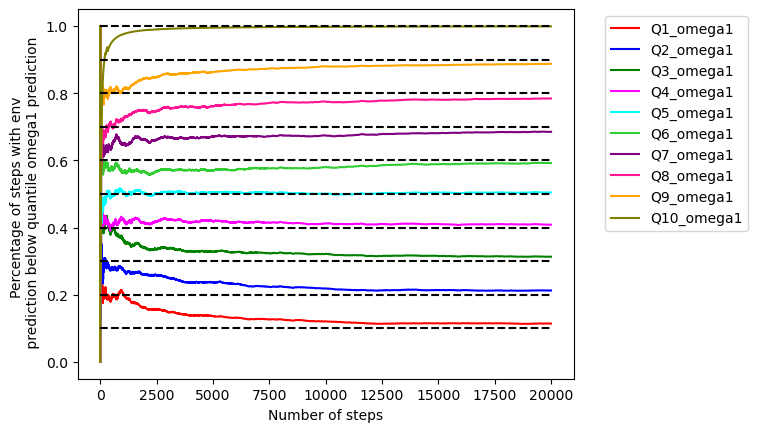 Percentage of steps with env
prediction below quantile omega1 prediction
1.0
0.8
0.6
0.4
0.2
0.0
0
2500
5000
7500
10000
12500
15000
17500
20000
Number of steps
Q1_omega1
Q2_omega1
Q3_omega1
Q4_omega1
Q5_omega1
Q6_omega1
Q7_omega1
Q8_omega1
Q9_omega1
Q10_omega1